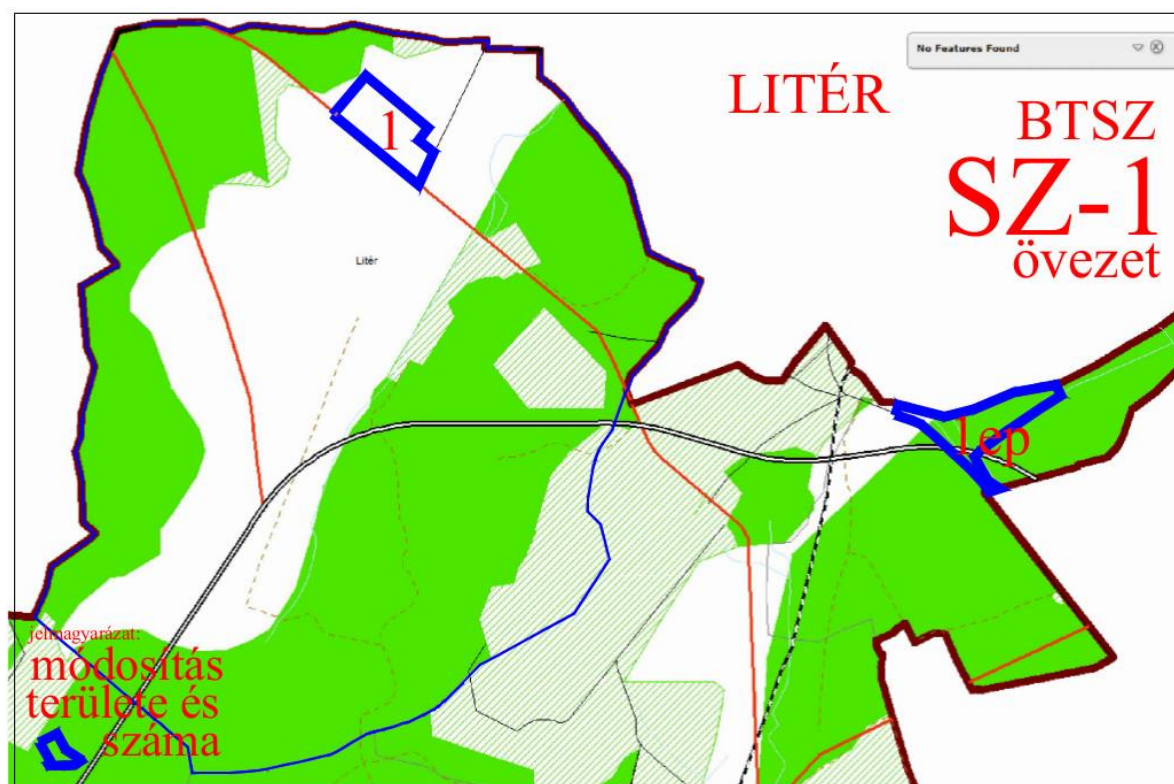 No Features Found
LITÉR
BTSZ
SZ-1
övezet
1
Litér
1ep
jelmagyarázat:
módosítás
területe és
száma